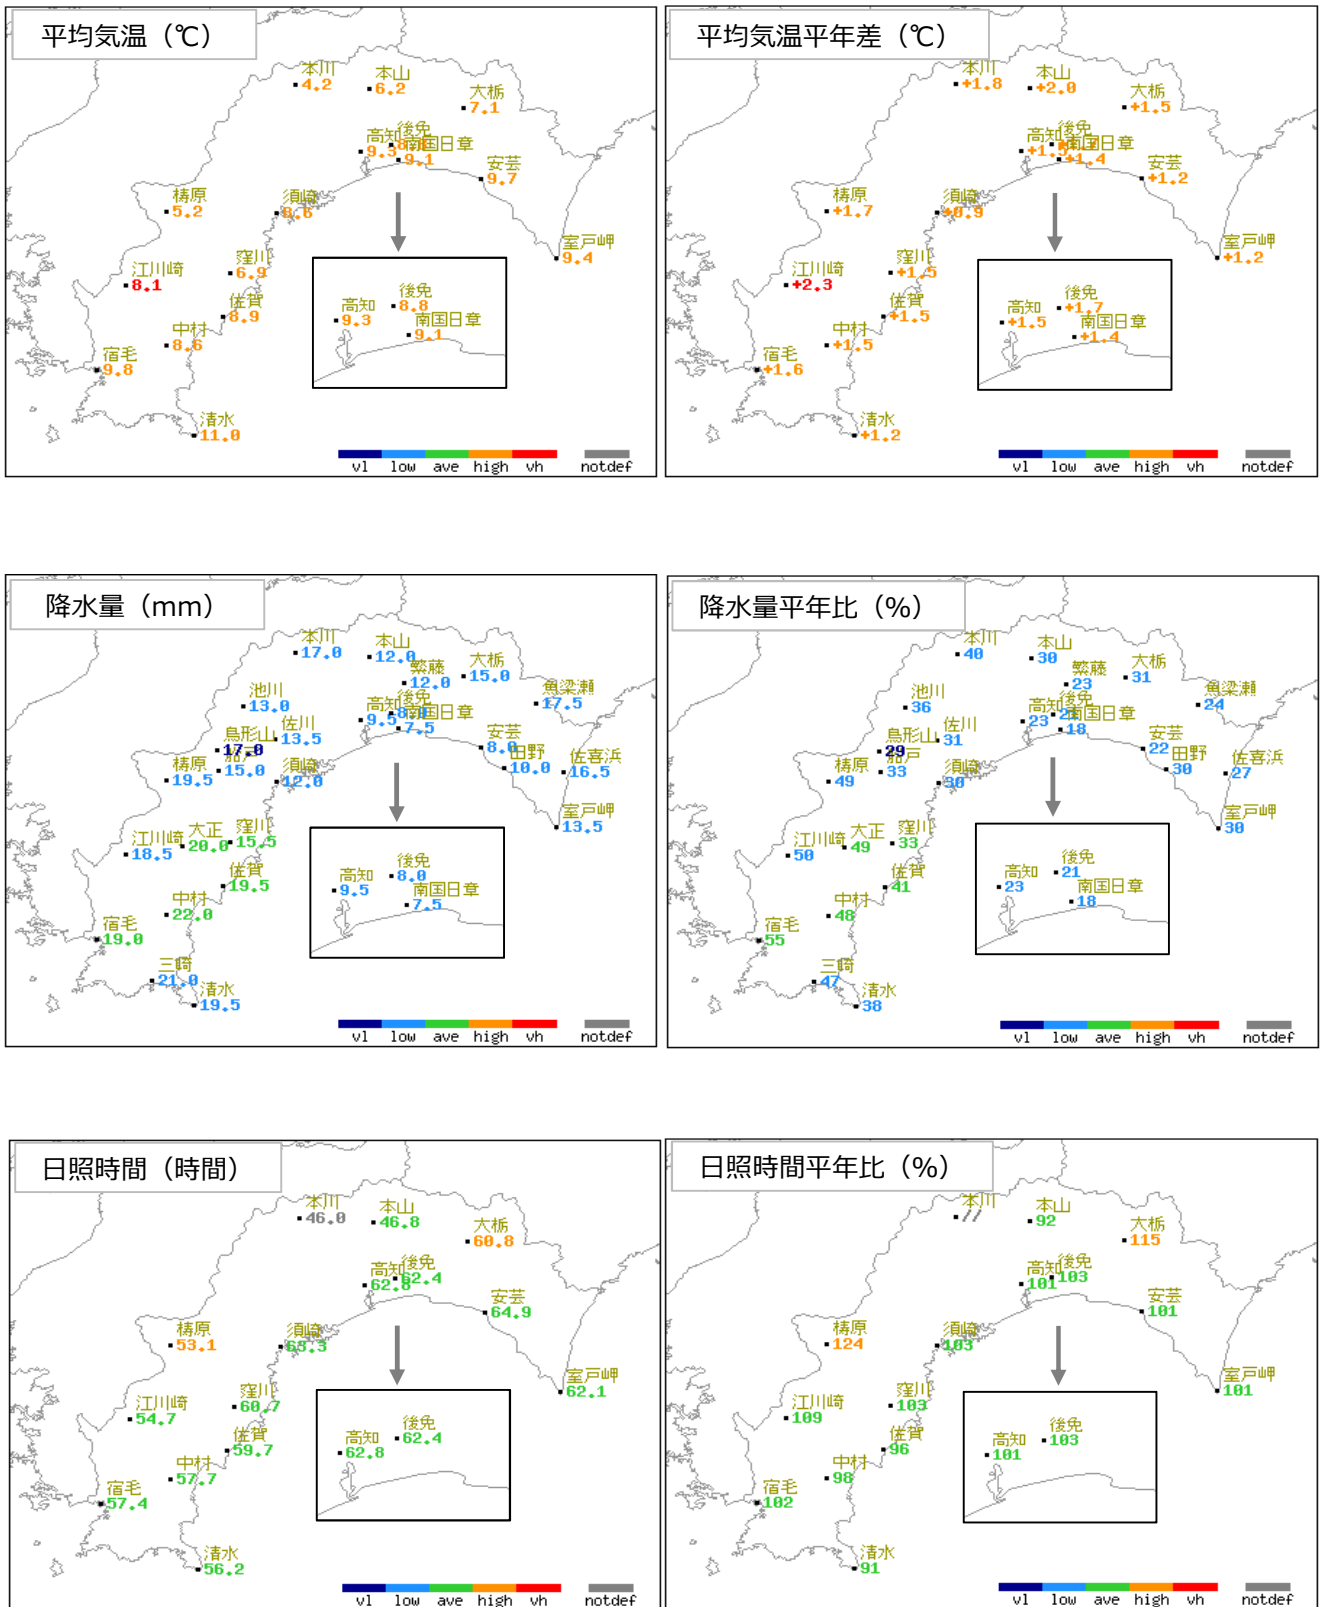 平均気温（℃）
本川
4.2
本山
6.2
大栃
7.1
高知
9.3
後免
南国日章
9.1
安芸
9.7
梼原
5.2
須崎
室戸岬
9.4
江川崎
8.1
窪川
6.9
佐賀
8.9
中村
8.6
宿毛
9.8
清水
11.0
高知
9.3
後免
8.8
南国日章
9.1
vl low ave high vh notdef
平均気温平年差（℃）
本川
+1.8
本山
+2.0
大栃
+1.5
高知
+1.5
後免
南国日章
+1.4
安芸
+1.2
梼原
+1.7
須崎
+0.9
室戸岬
+1.2
江川崎
+2.3
窪川
+1.5
佐賀
+1.5
中村
+1.5
宿毛
+1.6
清水
+1.2
高知
+1.5
後免
+1.7
南国日章
+1.4
vl low ave high vh notdef
降水量（mm）
本川
17.0
本山
12.0
繁藤
12.0
大栃
15.0
魚梁瀬
17.5
池川
13.0
高知
9.5
後免
8.0
南国日章
7.5
佐川
13.5
鳥形山
17.0
15.0
安芸
8.0
田野
10.0
佐喜浜
16.5
梼原
19.5
須崎
12.0
室戸岬
13.5
江川崎
18.5
大正
20.0
窪川
15.5
佐賀
19.5
中村
22.0
宿毛
19.0
三崎
21.0
清水
19.5
高知
9.5
後免
8.0
南国日章
7.5
vl low ave high vh notdef
降水量平年比（%）
本川
40
本山
30
繁藤
23
大栃
31
魚梁瀬
24
池川
36
高知
23
後免
21
南国日章
18
佐川
31
鳥形山
29
船戸
33
安芸
22
田野
30
佐喜浜
27
梼原
49
須崎
30
室戸岬
30
江川崎
50
大正
49
窪川
33
佐賀
41
中村
48
宿毛
55
三崎
47
清水
38
高知
23
後免
21
南国日章
18
vl low ave high vh notdef
日照時間（時間）
本川
46.0
本山
46.8
大栃
60.8
高知
62.8
後免
62.4
安芸
64.9
梼原
53.1
須崎
63.3
室戸岬
62.1
江川崎
54.7
窪川
60.7
佐賀
59.7
中村
57.7
宿毛
57.4
清水
56.2
高知
62.8
後免
62.4
vl low ave high vh notdef
日照時間平年比（%）
本川
//
本山
92
大栃
115
高知
101
後免
103
安芸
101
梼原
124
須崎
103
室戸岬
101
江川崎
109
窪川
103
佐賀
96
中村
98
宿毛
102
清水
91
高知
101
後免
103
vl low ave high vh notdef